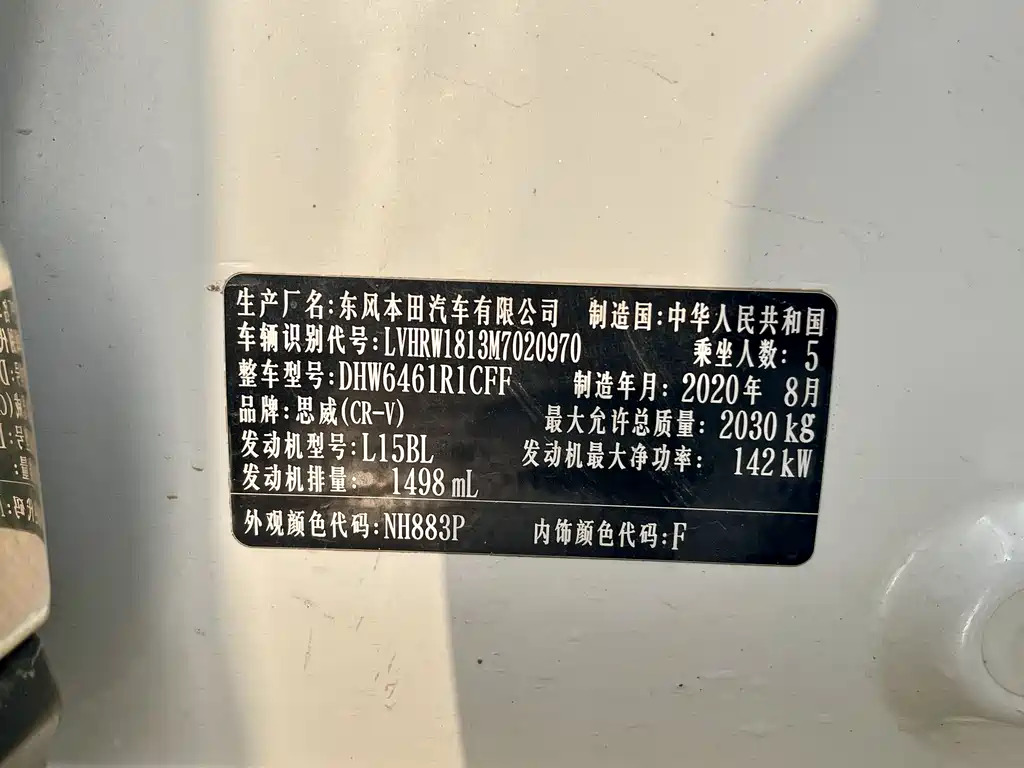 生产厂名:东风本田汽车有限公司 制造国:中华人民共和国
车辆识别代号:LVHRW1813M7020970 乘坐人数: 5
整车型号:DHW6461R1CFF 制造年月: 2020年 8月
品牌:思威(CR-V) 最大允许总质量: 2030 kg
发动机型号:L15BL 发动机最大净功率: 142 kW
发动机排量: 1498 mL
外观颜色代码:NH883P 内饰颜色代码:F